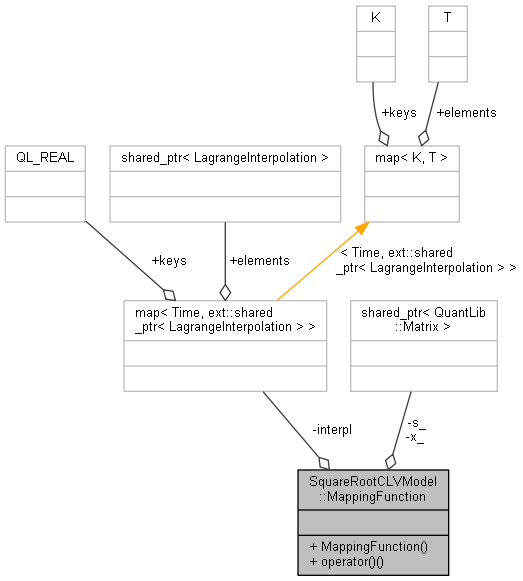 K
T
+keys
+elements
QL_REAL
shared_ptr< LagrangeInterpolation >
map< K, T >
+keys
+elements
< Time, ext::shared
_ptr< LagrangeInterpolation > >
map< Time, ext::shared
_ptr< LagrangeInterpolation > >
shared_ptr< QuantLib
::Matrix >
-interpl
-s_
-x_
SquareRootCLVModel
::MappingFunction
+ MappingFunction()
+ operator()()